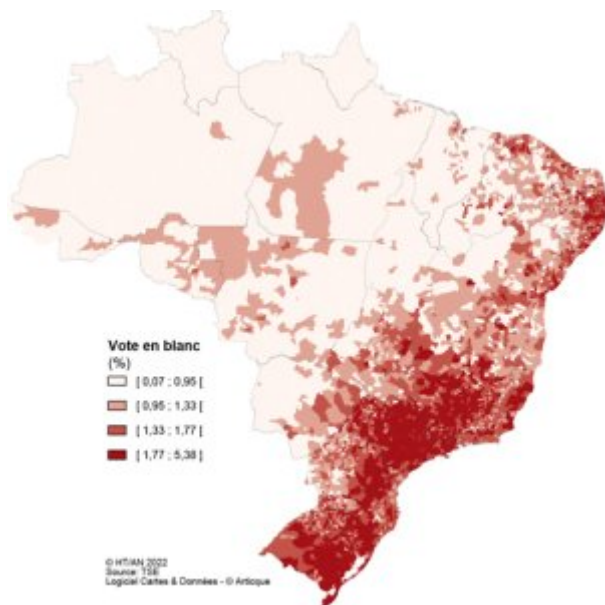 Vote en blanc
(%)
[ 0,07 ; 0,95 [
[ 0,95 ; 1,33 [
[ 1,33 ; 1,77 [
[ 1,77 ; 5,38 ]
© HT/AN 2022
Source: TSE
Logiciel Cartes & Données - © Articque